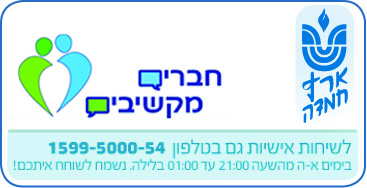 חברים
מקשיבים
ארץ
חמדה
לשיחות אישיות גם בטלפון 1599-5000-54
בימים א-ה מהשעה 21:00 עד 01:00 בלילה. נשמח לשוחח איתכם!